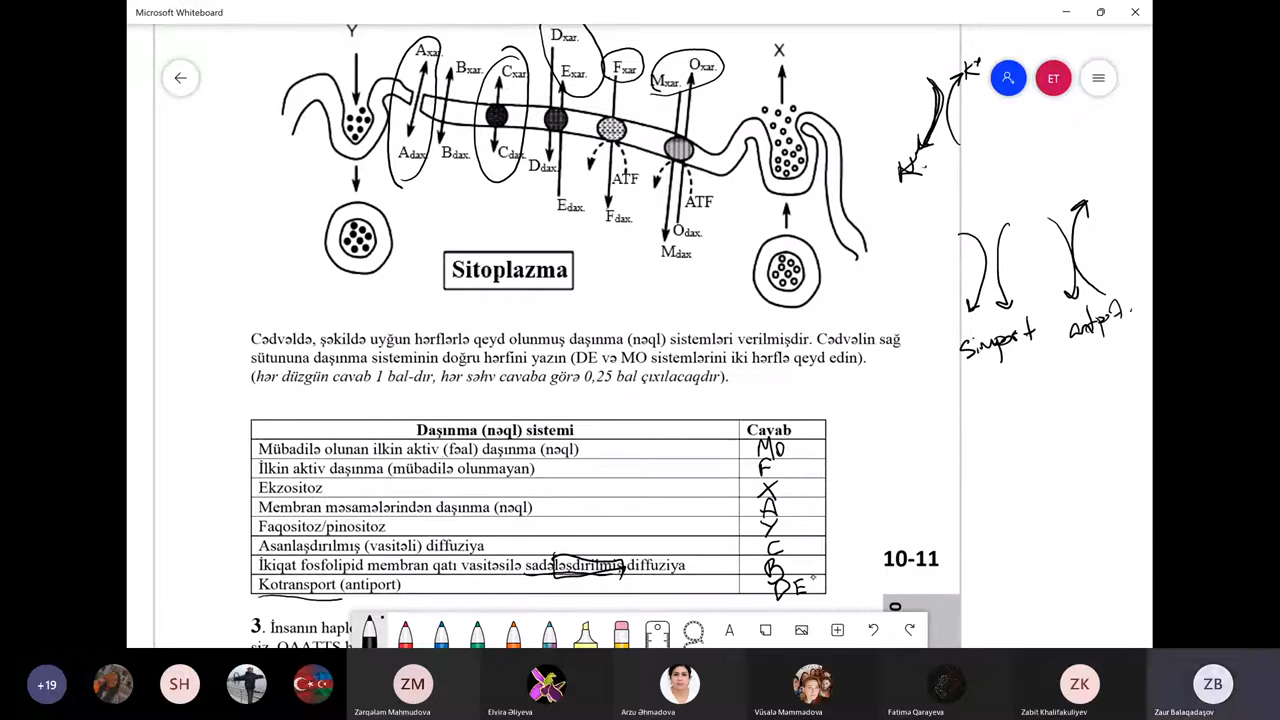 Microsoft Whiteboard
Y
Axar.
Bxar.
Cxar.
Dxar.
Exar.
Fxar
Mxar.
Oxar.
X
K+
ET
Adax.
Bdax.
Cdax.
Ddax.
ATF
ATF
Edax.
Fdax.
Odax.
Mdax
Sitoplazma
simport
antiport
Cədvəldə, şəkildə uyğun hərflərlə qeyd olunmuş daşınma (nəql) sistemləri verilmişdir. Cədvəlin sağ
sütununa daşınma sisteminin doğru hərfini yazın (DE və MO sistemlərini iki hərflə qeyd edin).
(hər düzgün cavab 1 bal-dır, hər səhv cavaba görə 0,25 bal çıxılacaqdır).
Daşınma (nəql) sistemi Cavab
Mübadilə olunan ilkin aktiv (fəal) daşınma (nəql) MO
İlkin aktiv daşınma (mübadilə olunmayan) F
Ekzositoz X
Membran məsamələrindən daşınma (nəql) A
Faqositoz/pinositoz Y
Asanlaşdırılmış (vasitəli) diffuziya C
İkiqat fosfolipid membran qatı vasitəsilə sadələşdirilmiş diffuziya B
Kotransport (antiport) DE
10-11
3. İnsanın haple
A
+19
SH
ZM
ZK
ZB
Zərqəlam Mahmudova
Elvira Əliyeva
Arzu Əhmədova
Vüsalə Məmmədova
Fatimə Qarayeva
Zabit Khalifakuliyev
Zaur Balaqadaşov